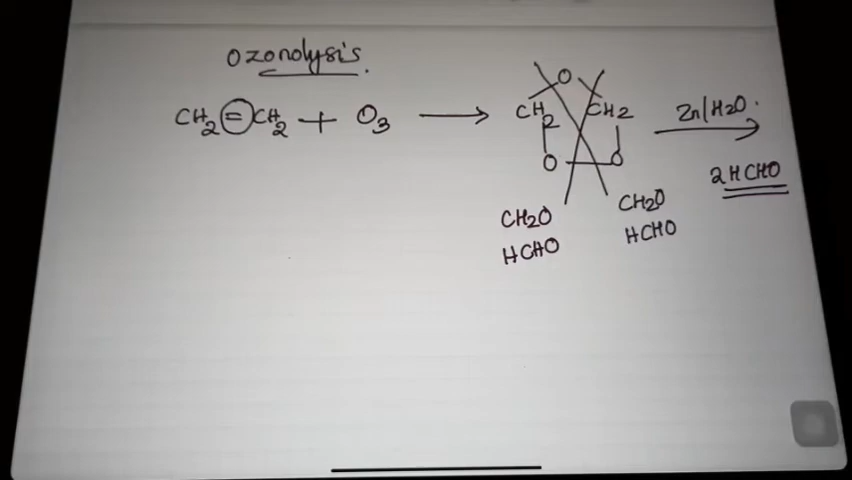 Ozonolysis.
CH2=CH2 + O3 → 
O
CH2 CH2
O O
Zn/H2O.
2HCHO
CH2O CH2O
HCHO HCHO